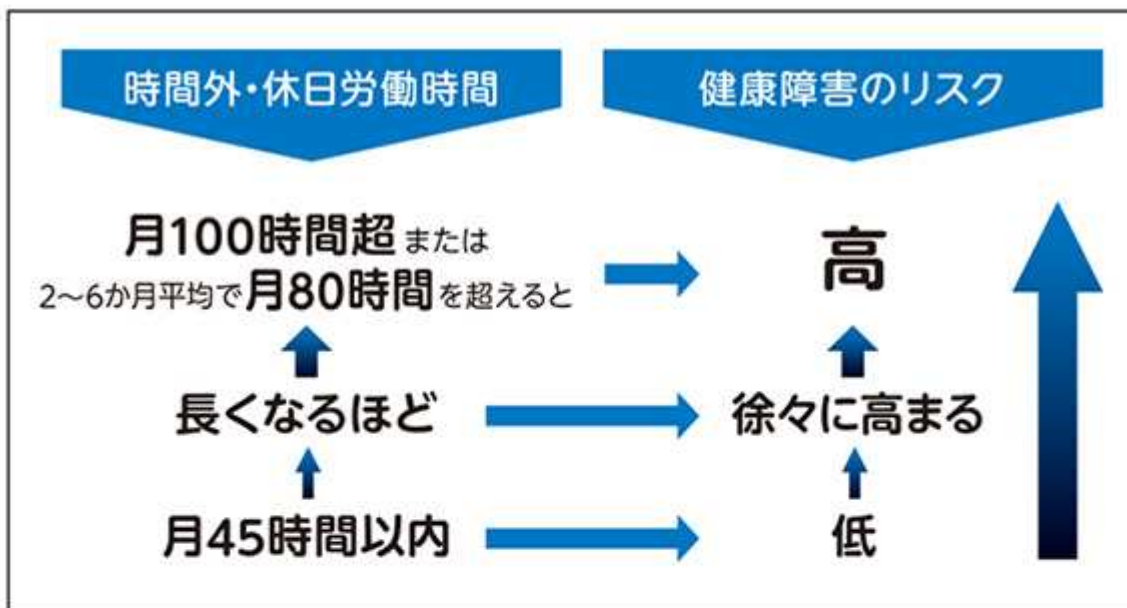 時間外・休日労働時間
健康障害のリスク
月100時間超 または
2〜6か月平均で 月80時間 を超えると
高
長くなるほど
徐々に高まる
月45時間以内
低